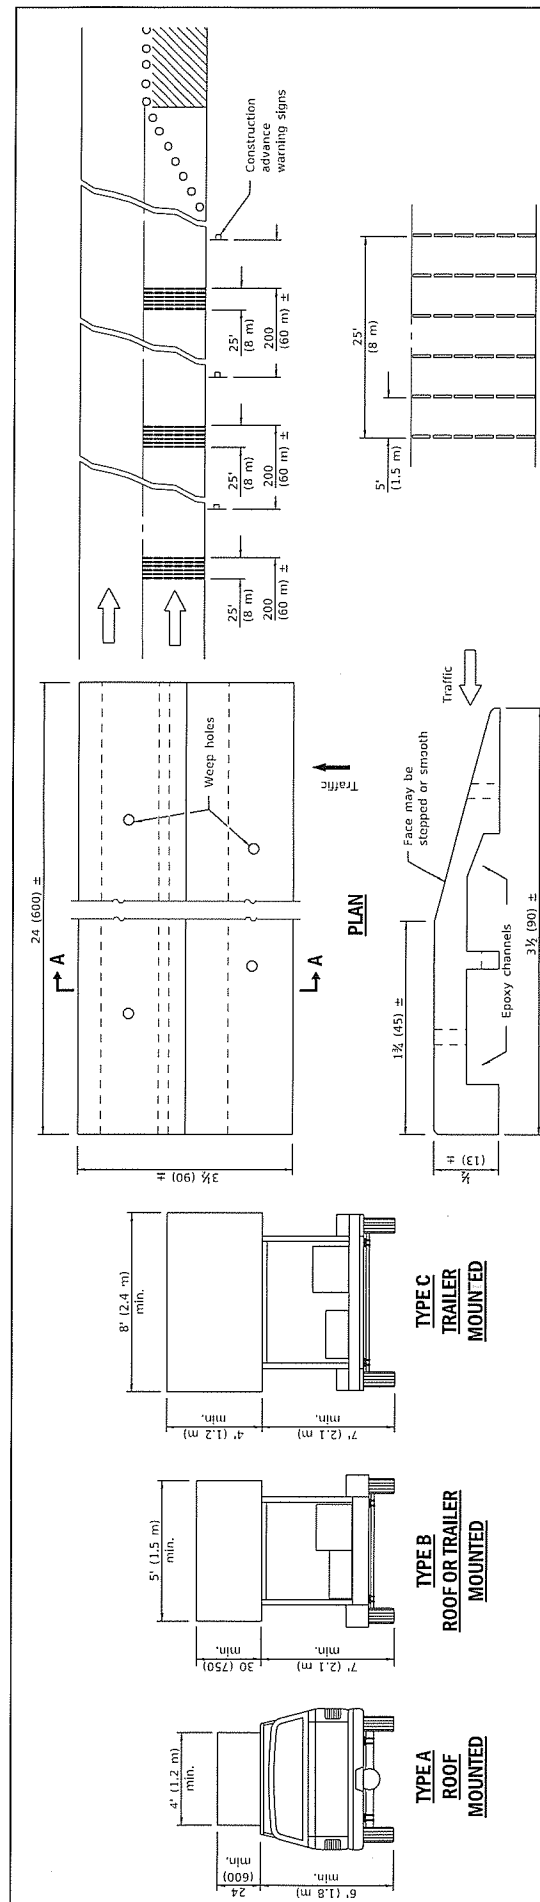 4' (1.2 m)
min.
24
(600)
min.
6' (1.8 m)
min.
TYPE A
ROOF
MOUNTED
5' (1.5 m)
min.
30 (750)
min.
7' (2.1 m)
min.
TYPE B
ROOF OR TRAILER
MOUNTED
8' (2.4 m)
min.
4' (1.2 m)
min.
7' (2.1 m)
min.
TYPE C
TRAILER
MOUNTED
24 (600) ±
A
A
3½ (90) ±
Weep holes
Traffic
PLAN
1¾ (45) ±
½
(13) ±
Face may be
stepped or smooth
Traffic
Epoxy channels
3½ (90) ±
25'
(8 m)
200
(60 m) ±
25'
(8 m)
200
(60 m) ±
25'
(8 m)
200
(60 m) ±
Construction
advance
warning signs
25'
(8 m)
5'
(1.5 m)